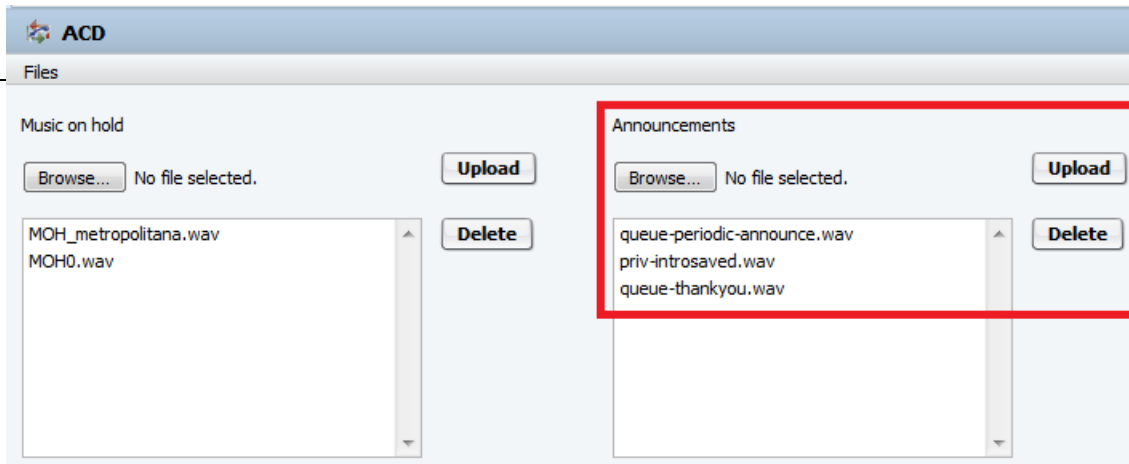 ACD
Files
Music on hold
Browse... No file selected. Upload
MOH_metropolitana.wav
MOH0.wav
Delete
Announcements
Browse... No file selected. Upload
queue-periodic-announce.wav
priv-introsaved.wav
queue-thankyou.wav
Delete